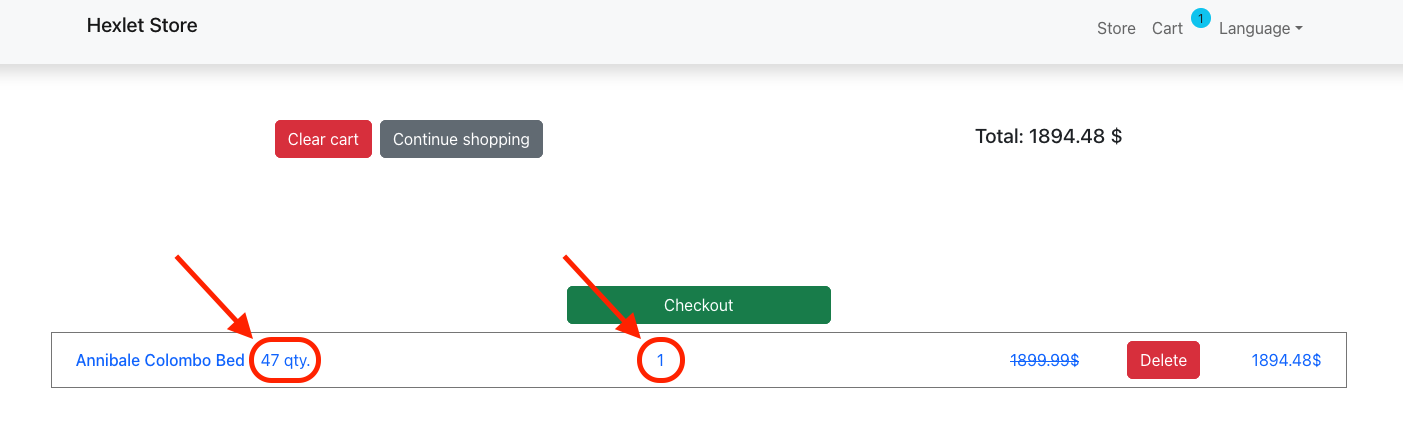 Hexlet Store
Store Cart 1 Language
Clear cart Continue shopping Total: 1894.48 $
Checkout
Annibale Colombo Bed 47 qty. 1 1899.99$ Delete 1894.48$